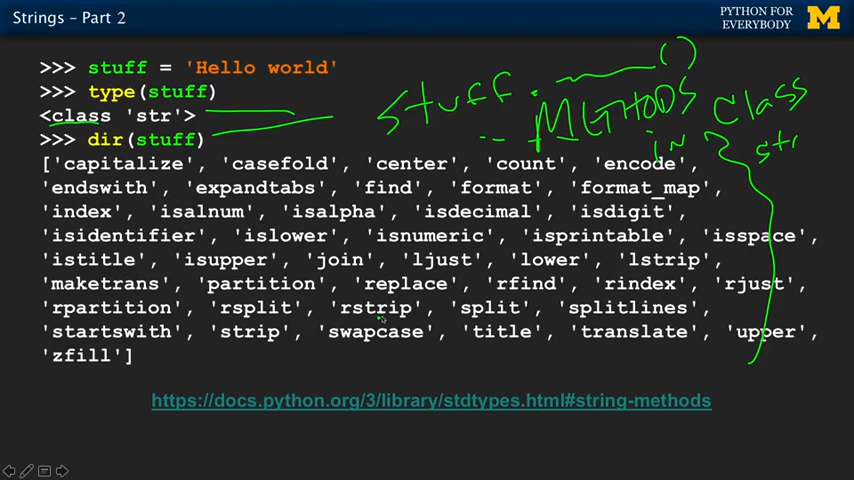 Strings – Part 2
PYTHON FOR
EVERYBODY
M
>>> stuff = 'Hello world'
>>> type(stuff)
<class 'str'>
>>> dir(stuff)
stuff. ()
METHODS class
in str
['capitalize', 'casefold', 'center', 'count', 'encode',
'endswith', 'expandtabs', 'find', 'format', 'format_map',
'index', 'isalnum', 'isalpha', 'isdecimal', 'isdigit',
'isidentifier', 'islower', 'isnumeric', 'isprintable', 'isspace',
'istitle', 'isupper', 'join', 'ljust', 'lower', 'lstrip',
'maketrans', 'partition', 'replace', 'rfind', 'rindex', 'rjust',
'rpartition', 'rsplit', 'rstrip', 'split', 'splitlines',
'startswith', 'strip', 'swapcase', 'title', 'translate', 'upper',
'zfill']
https://docs.python.org/3/library/stdtypes.html#string-methods